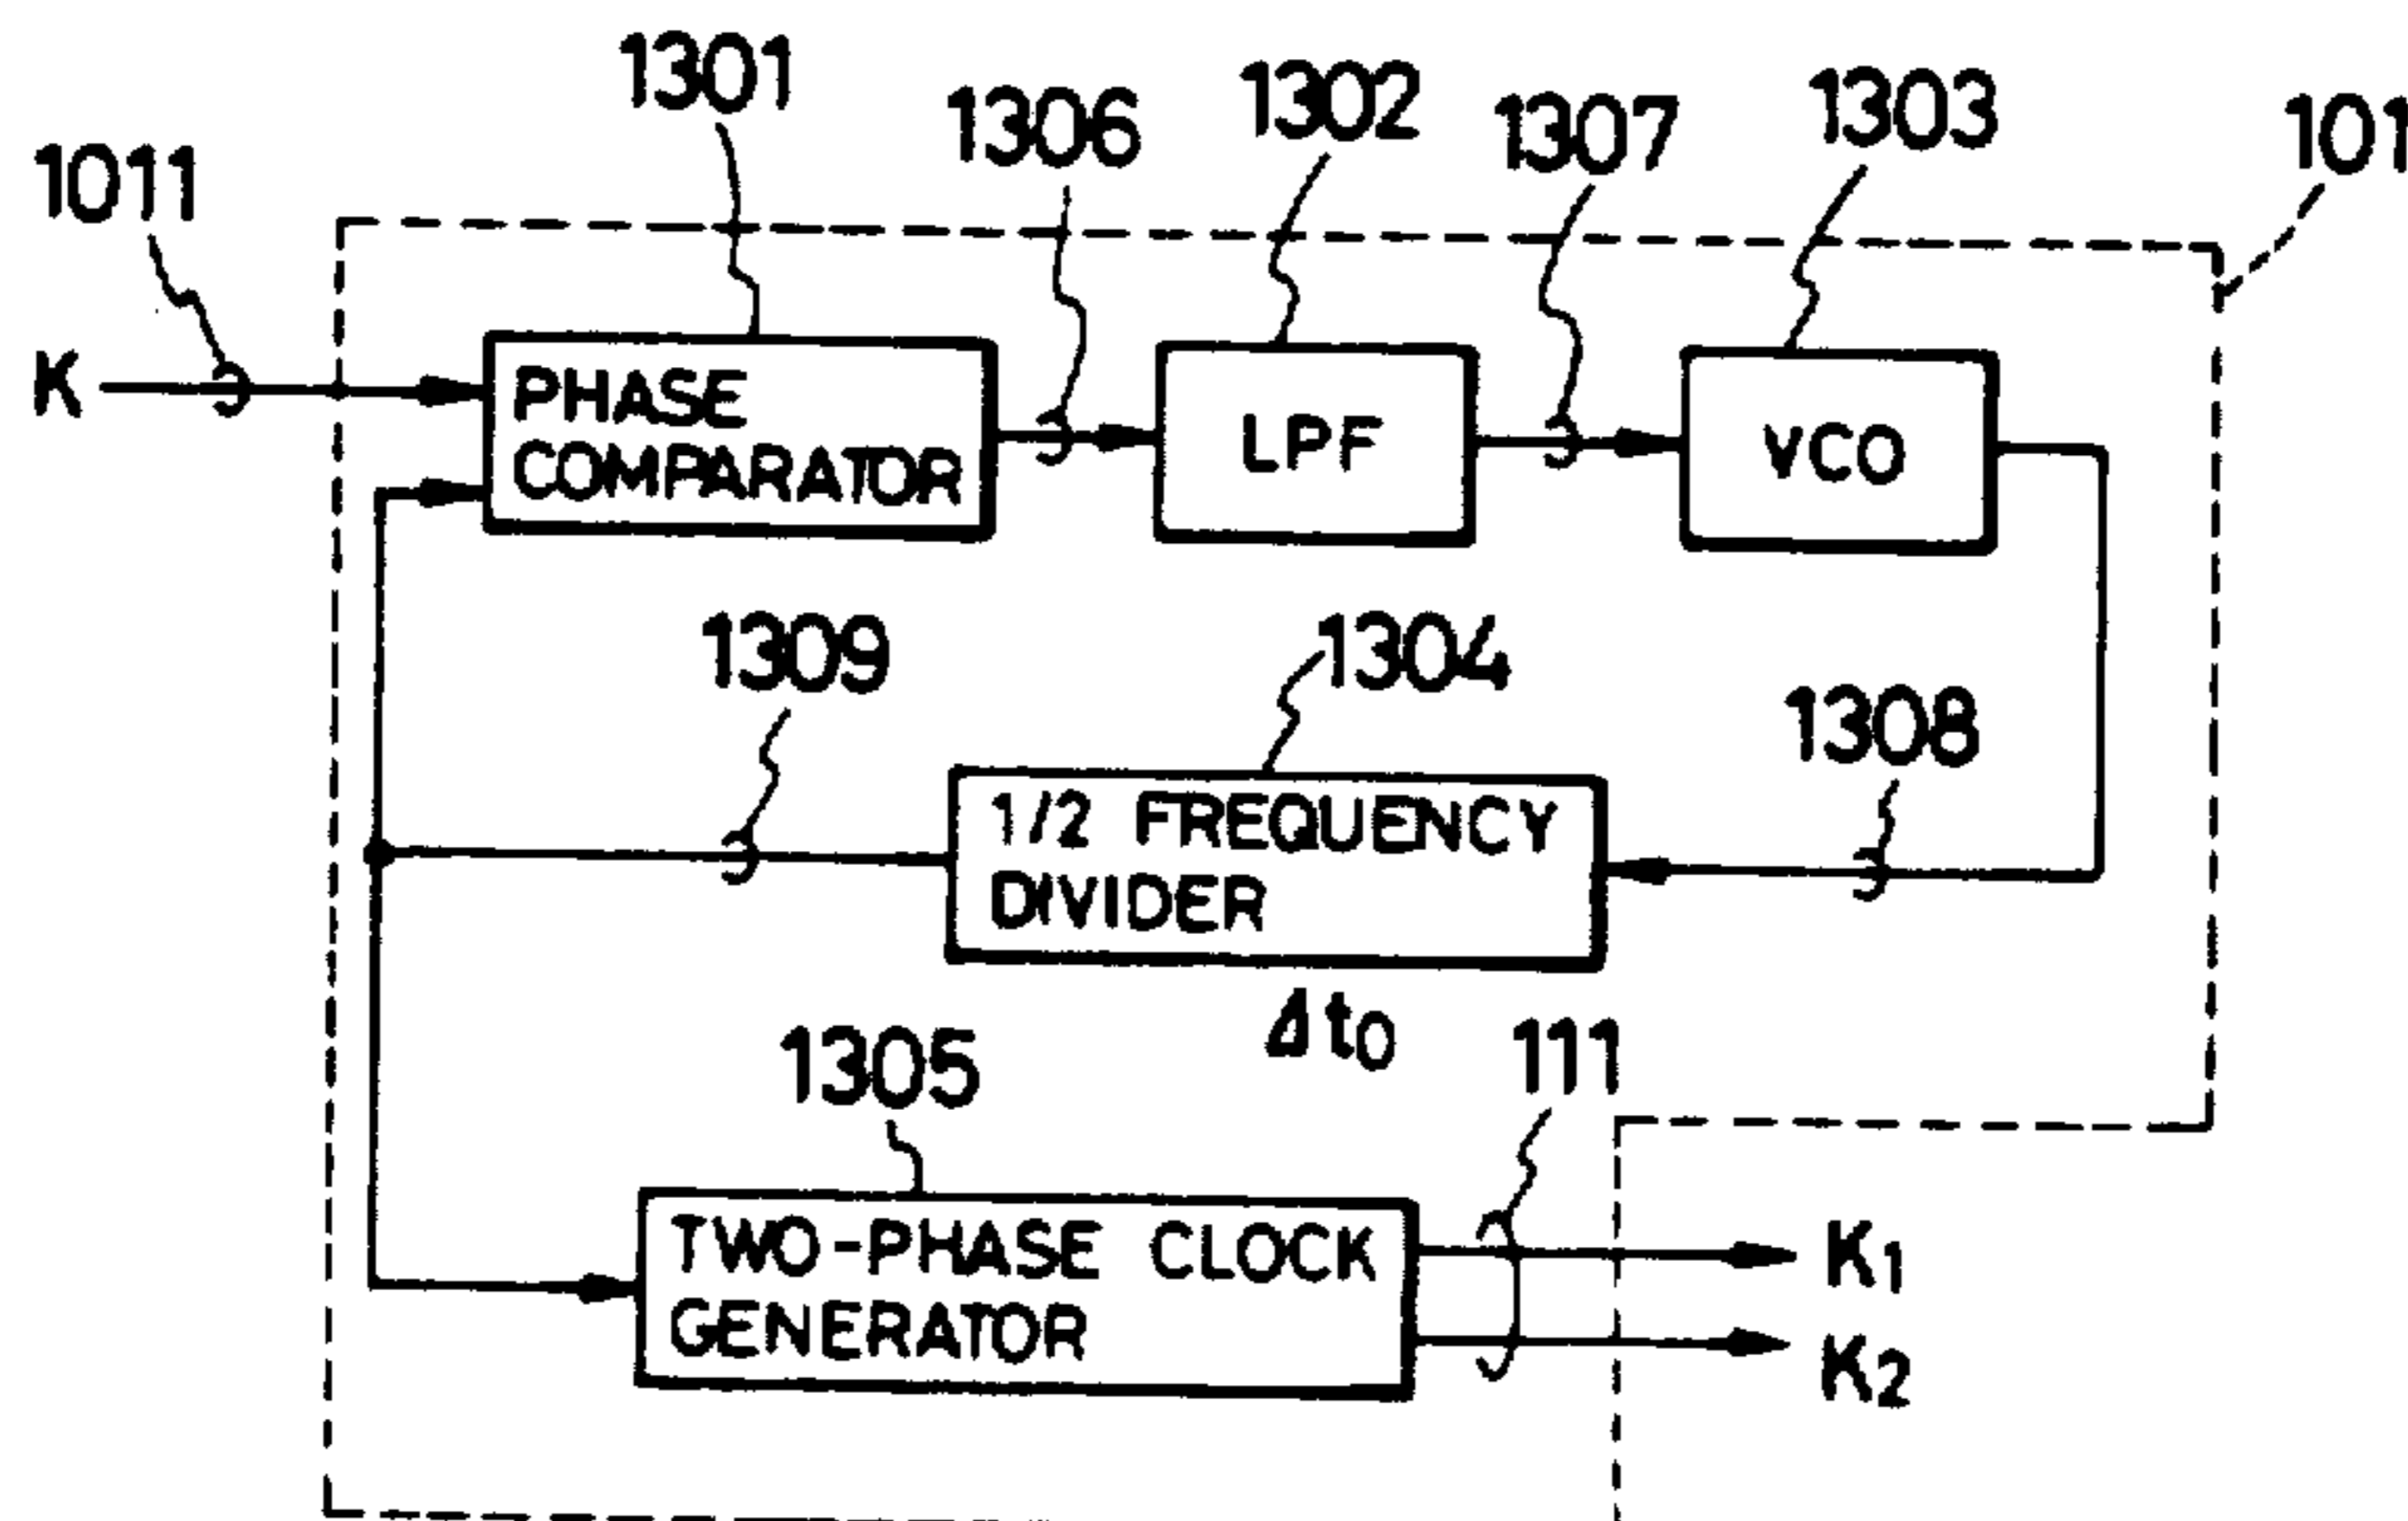 1301
1302
1303
1306
1307
101
1011
K
PHASE
COMPARATOR
LPF
VCO
1309
1304
1308
1/2 FREQUENCY
DIVIDER
Δt0
1305
111
TWO-PHASE CLOCK
GENERATOR
K1
K2